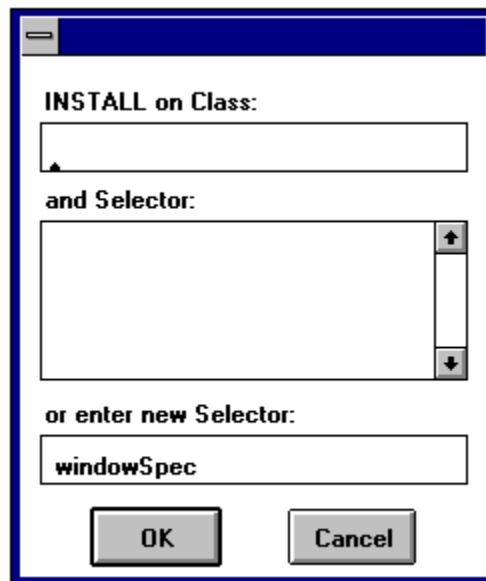 INSTALL on Class:
and Selector:
or enter new Selector:
windowSpec
OK Cancel